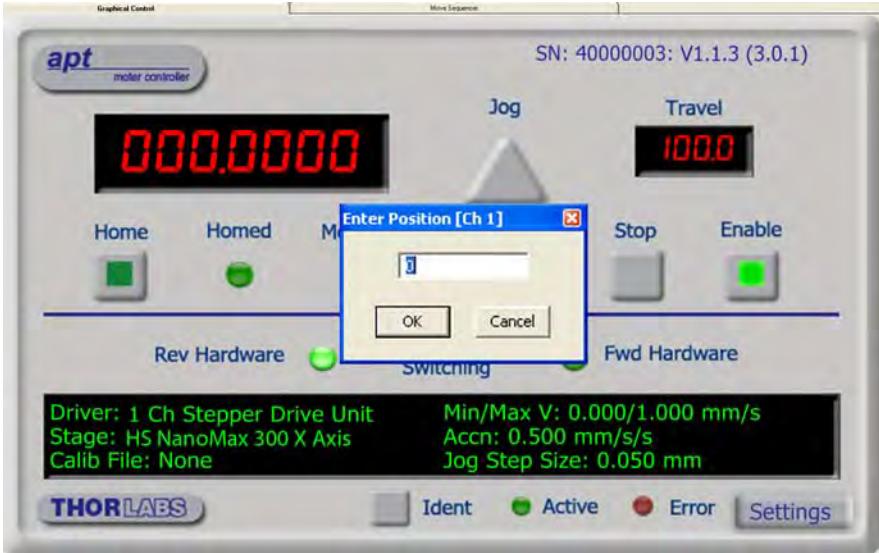 Graphical Control Move Sequencer
apt
motor controller
SN: 40000003: V1.1.3 (3.0.1)
Jog Travel
000.0000
100.0
Enter Position [Ch 1]
Home Homed M Stop Enable
0
OK Cancel
Rev Hardware Switching Fwd Hardware
Driver: 1 Ch Stepper Drive Unit Min/Max V: 0.000/1.000 mm/s
Stage: HS NanoMax 300 X Axis Accn: 0.500 mm/s/s
Calib File: None Jog Step Size: 0.050 mm
THORLABS Ident Active Error Settings